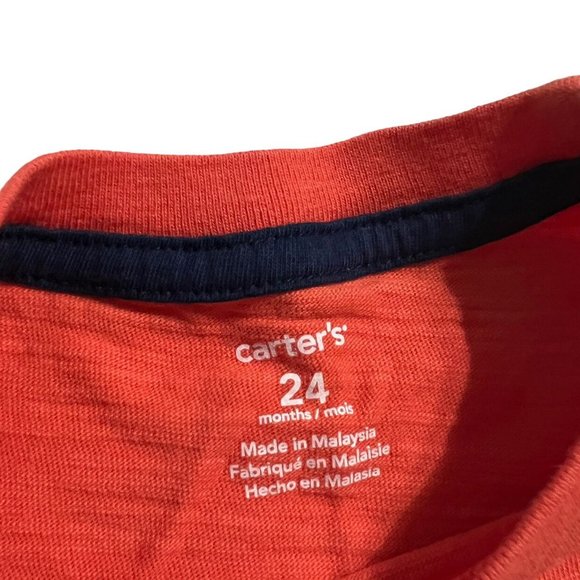 carter's
24
months / mois
Made in Malaysia
Fabriqué en Malaisie
Hecho en Malasia